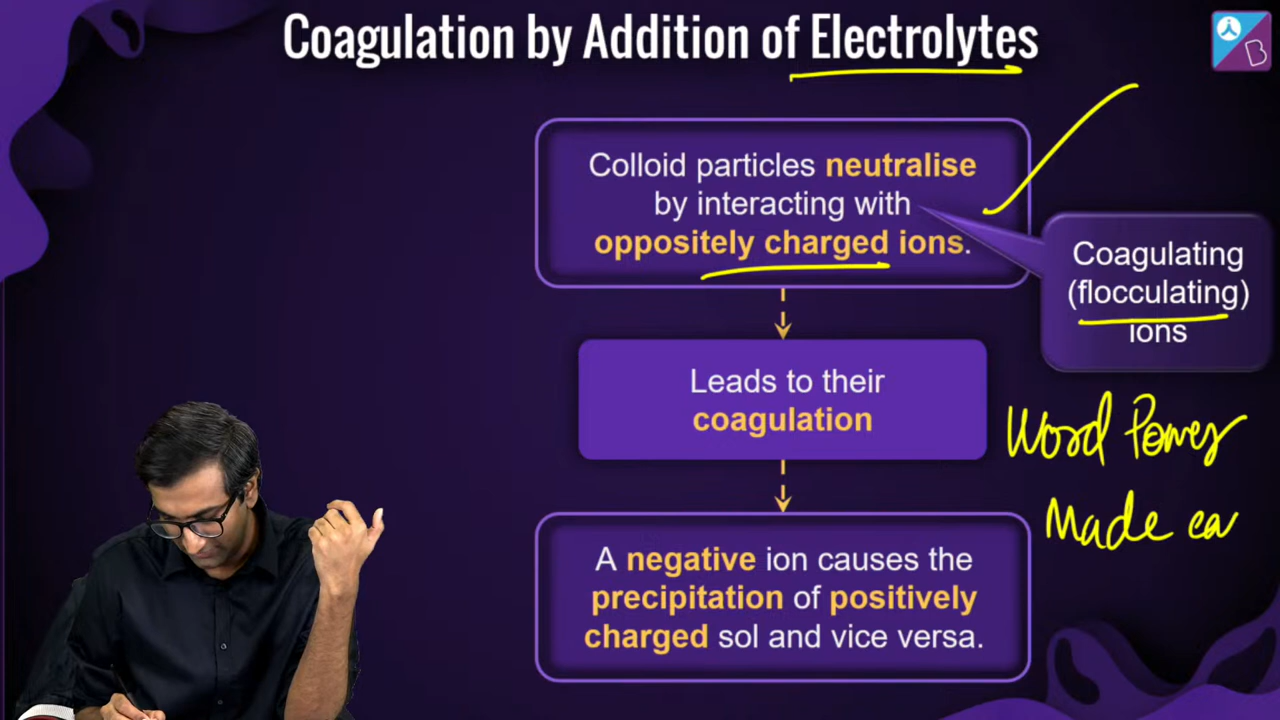 Coagulation by Addition of Electrolytes
Colloid particles neutralise
by interacting with
oppositely charged ions.
Coagulating
(flocculating)
ions
Leads to their
coagulation
Word Power
Made ea
A negative ion causes the
precipitation of positively
charged sol and vice versa.
B